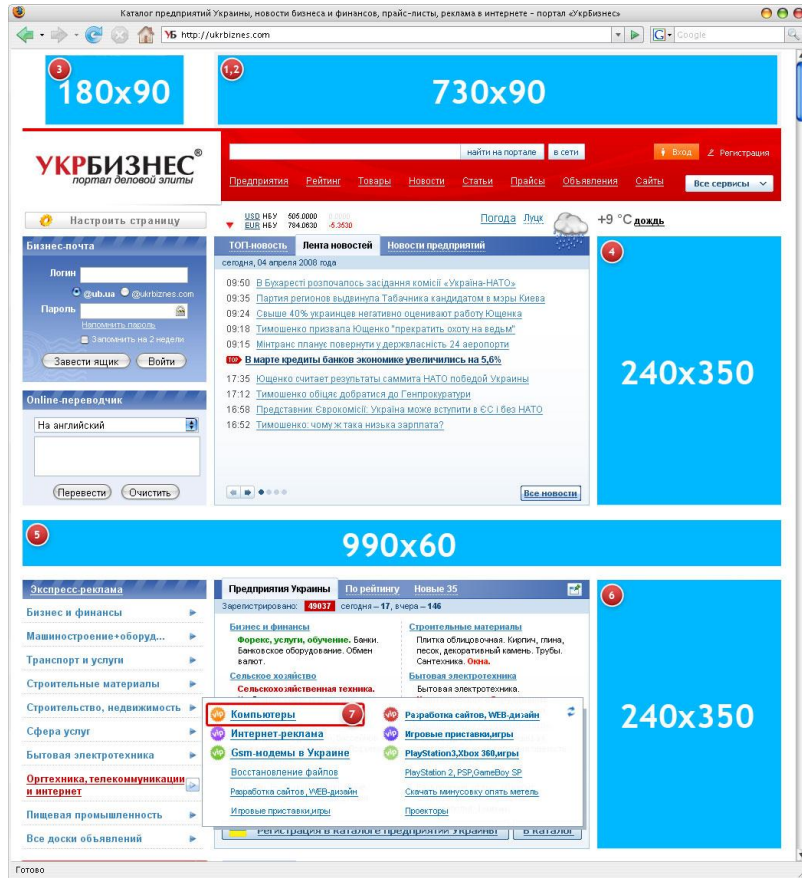 Каталог предприятий Украины, новости бизнеса и финансов, прайс-листы, реклама в интернете - портал «УкрБизнес»
УБ http://ukrbiznes.com
G Google
3
180x90
1,2
730x90
УКРБИЗНЕС®
портал деловой элиты
найти на портале
в сети
Вход
Регистрация
Предприятия Рейтинг Товары Новости Статьи Прайсы Объявления Сайты
Все сервисы
Настроить страницу
USD НБУ 505.0000 0.0000
EUR НБУ 784.0630 -5.3530
Погода Луцк
+9 °C дождь
Бизнес-почта
Логин
@ub.ua @ukrbiznes.com
Пароль
Напомнить пароль
Запомнить на 2 недели
Завести ящик Войти
ТОП-новость Лента новостей Новости предприятий
сегодня, 04 апреля 2008 года
09:50 В Бухаресті розпочалось засідання комісії «Україна-НАТО»
09:35 Партия регионов выдвинула Табачника кандидатом в мэры Киева
09:24 Свыше 40% украинцев негативно оценивают работу Ющенко
09:18 Тимошенко призвала Ющенко "прекратить охоту на ведьм"
09:15 Мінтранс планує повернути у держвласність 24 аеропорти
TOP В марте кредиты банков экономике увеличились на 5,6%
17:35 Ющенко считает результаты саммита НАТО победой Украины
17:12 Тимошенко обіцяє добратися до Генпрокуратури
16:58 Представник Єврокомісії: Україна може вступити в ЄС і без НАТО
16:52 Тимошенко: чому ж така низька зарплата?
Все новости
4
240x350
Online-переводчик
На английский
Перевести Очистить
5
990x60
Экспресс-реклама
Бизнес и финансы
Машиностроение+оборуд...
Транспорт и услуги
Строительные материалы
Строительство, недвижимость
Сфера услуг
Бытовая электротехника
Оргтехника, телекоммуникации
и интернет
Пищевая промышленность
Все доски объявлений
Предприятия Украины По рейтингу Новые 35
Зарегистрировано: 49037 сегодня – 17, вчера – 146
Бизнес и финансы
Форекс, услуги, обучение. Банки.
Банковское оборудование. Обмен
валют.
Сельское хозяйство
Сельскохозяйственная техника.
Строительные материалы
Плитка облицовочная. Кирпич, глина,
песок, декоративный камень. Трубы.
Сантехника. Окна.
Бытовая электротехника
Бытовая электротехника.
vip Компьютеры 7
vip Интернет-реклама
vip Gsm-модемы в Украине
Восстановление файлов
Разработка сайтов, WEB-дизайн
Игровые приставки,игры
vip Разработка сайтов, WEB-дизайн
vip Игровые приставки,игры
vip PlayStation3,Xbox 360,игры
PlayStation 2, PSP,GameBoy SP
Скачать минусовку опять метель
Проекторы
Регистрация в каталоге предприятий Украины
В каталог
6
240x350
Готово